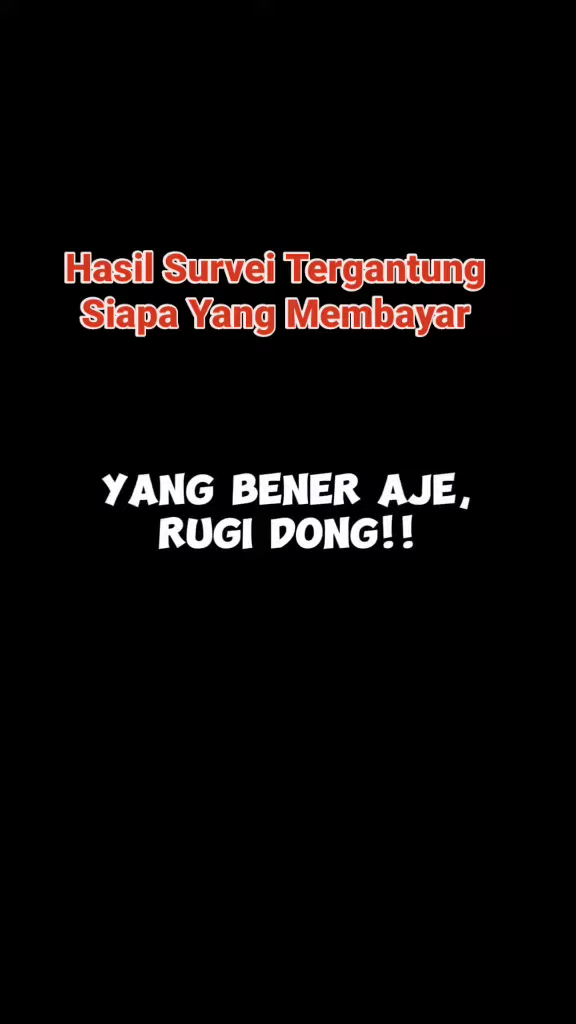 Hasil Survei Tergantung
Siapa Yang Membayar
YANG BENER AJE,
RUGI DONG!!